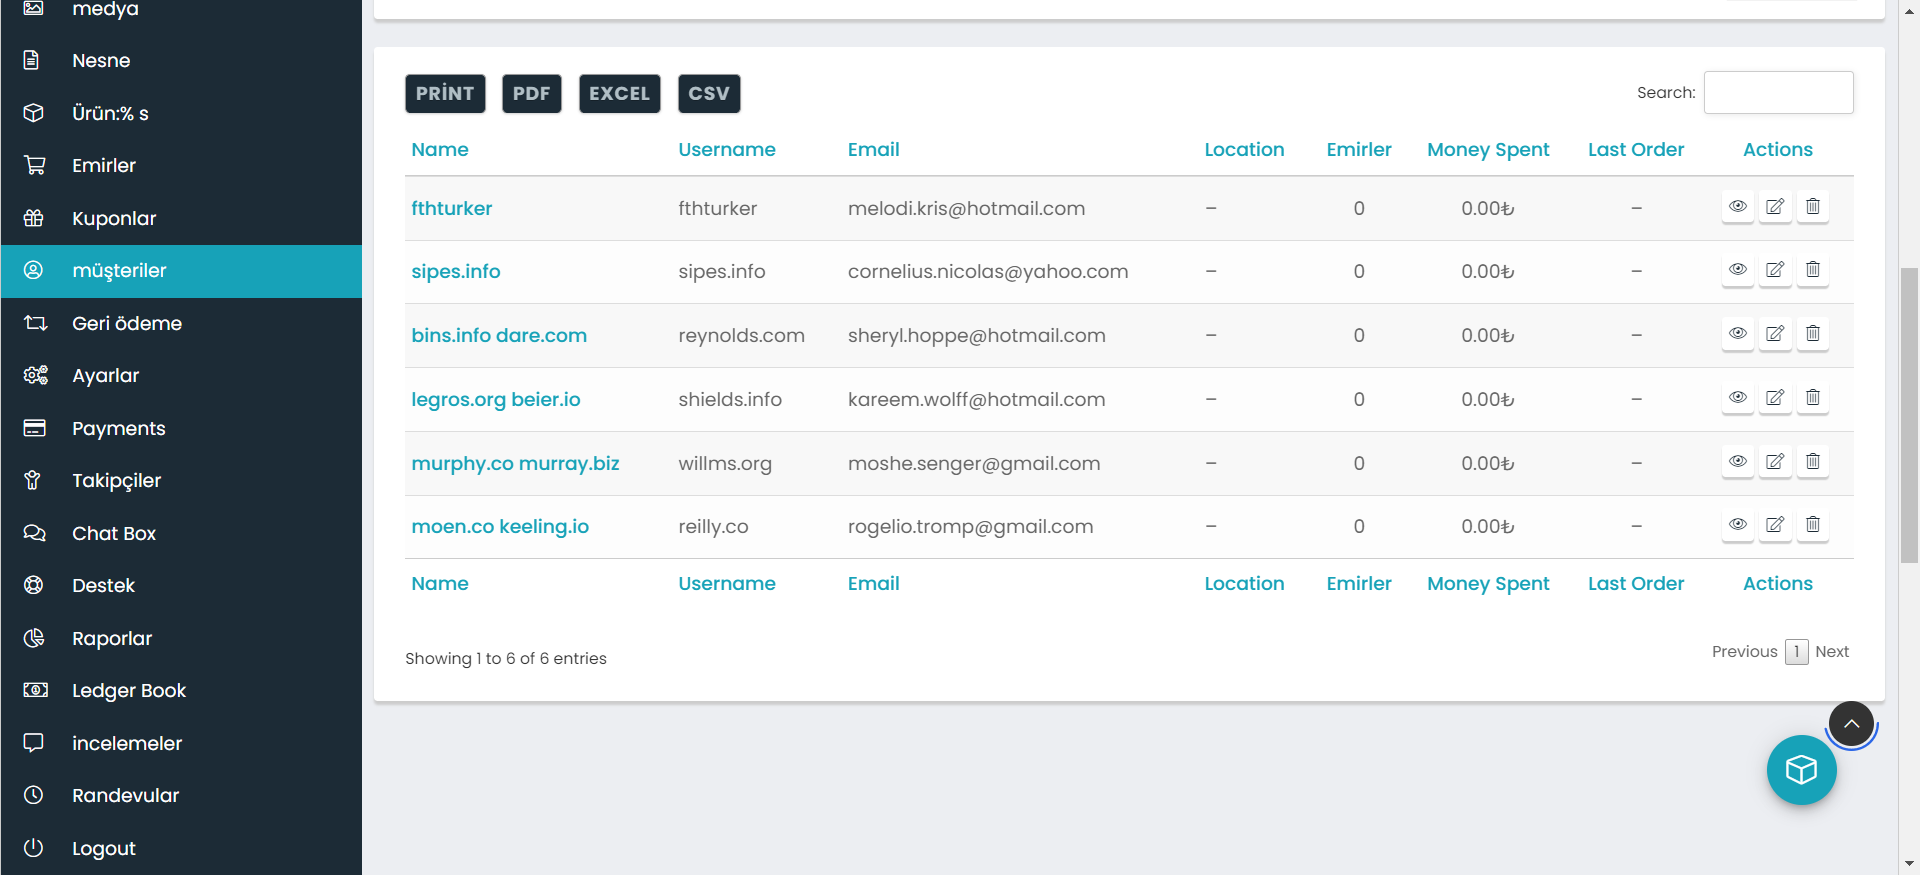 medya
Nesne
Ürün:% s
Emirler
Kuponlar
müşteriler
Geri ödeme
Ayarlar
Payments
Takipçiler
Chat Box
Destek
Raporlar
Ledger Book
incelemeler
Randevular
Logout
PRİNT PDF EXCEL CSV Search:
Name Username Email Location Emirler Money Spent Last Order Actions
fthturker fthturker melodi.kris@hotmail.com – 0 0.00₺ –
sipes.info sipes.info cornelius.nicolas@yahoo.com – 0 0.00₺ –
bins.info dare.com reynolds.com sheryl.hoppe@hotmail.com – 0 0.00₺ –
legros.org beier.io shields.info kareem.wolff@hotmail.com – 0 0.00₺ –
murphy.co murray.biz willms.org moshe.senger@gmail.com – 0 0.00₺ –
moen.co keeling.io reilly.co rogelio.tromp@gmail.com – 0 0.00₺ –
Name Username Email Location Emirler Money Spent Last Order Actions
Showing 1 to 6 of 6 entries Previous 1 Next